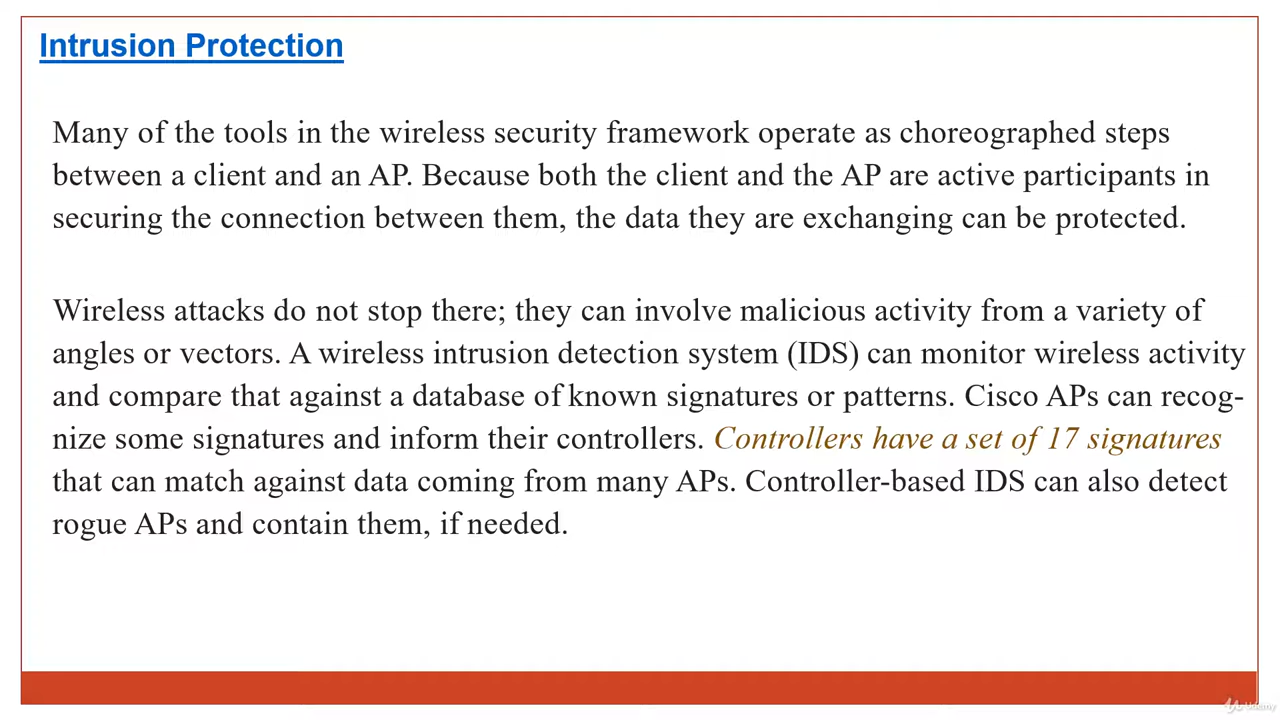 Intrusion Protection
Many of the tools in the wireless security framework operate as choreographed steps
between a client and an AP. Because both the client and the AP are active participants in
securing the connection between them, the data they are exchanging can be protected.
Wireless attacks do not stop there; they can involve malicious activity from a variety of
angles or vectors. A wireless intrusion detection system (IDS) can monitor wireless activity
and compare that against a database of known signatures or patterns. Cisco APs can recog-
nize some signatures and inform their controllers. Controllers have a set of 17 signatures
that can match against data coming from many APs. Controller-based IDS can also detect
rogue APs and contain them, if needed.
Udemy